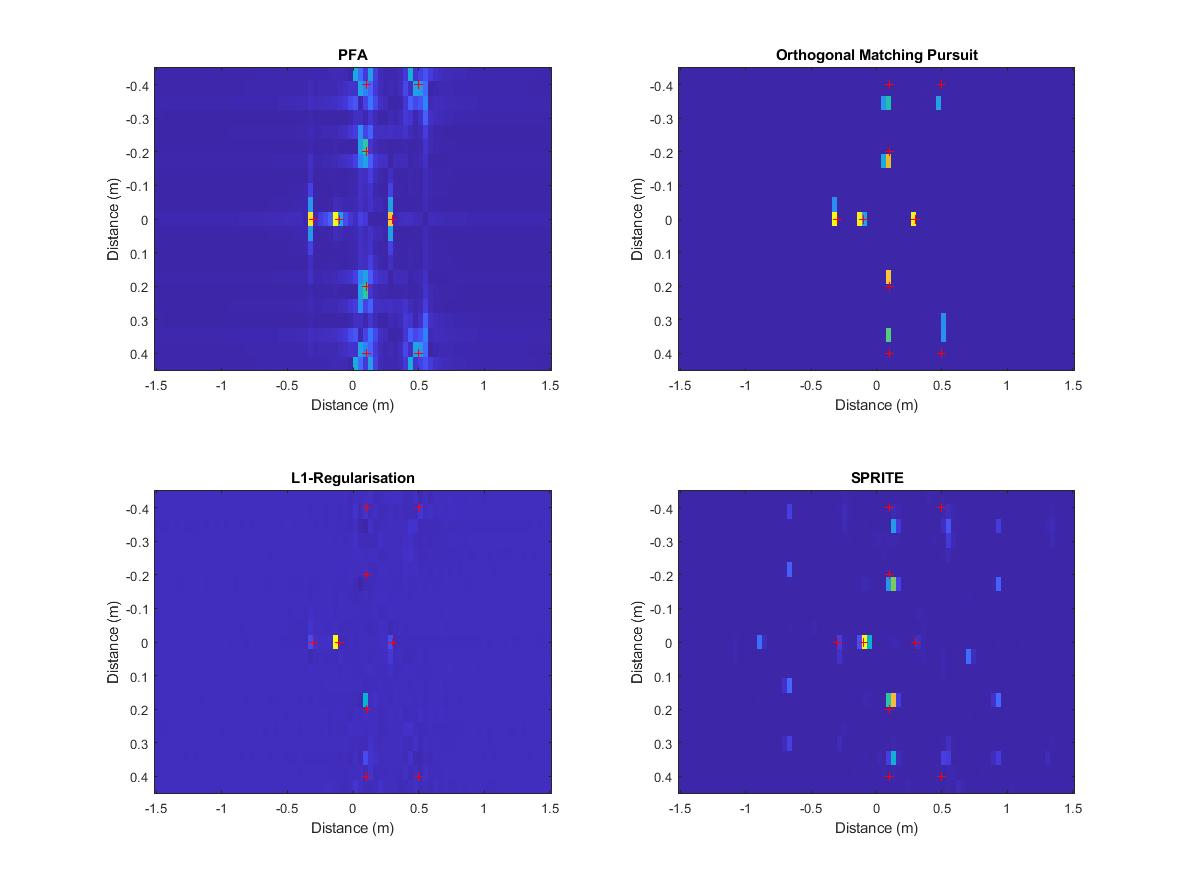 PFA
-0.4
-0.3
-0.2
-0.1
0
0.1
0.2
0.3
0.4
Distance (m)
-1.5 -1 -0.5 0 0.5 1 1.5
Distance (m)
Orthogonal Matching Pursuit
-0.4
-0.3
-0.2
-0.1
0
0.1
0.2
0.3
0.4
Distance (m)
-1.5 -1 -0.5 0 0.5 1 1.5
Distance (m)
L1-Regularisation
-0.4
-0.3
-0.2
-0.1
0
0.1
0.2
0.3
0.4
Distance (m)
-1.5 -1 -0.5 0 0.5 1 1.5
Distance (m)
SPRITE
-0.4
-0.3
-0.2
-0.1
0
0.1
0.2
0.3
0.4
Distance (m)
-1.5 -1 -0.5 0 0.5 1 1.5
Distance (m)